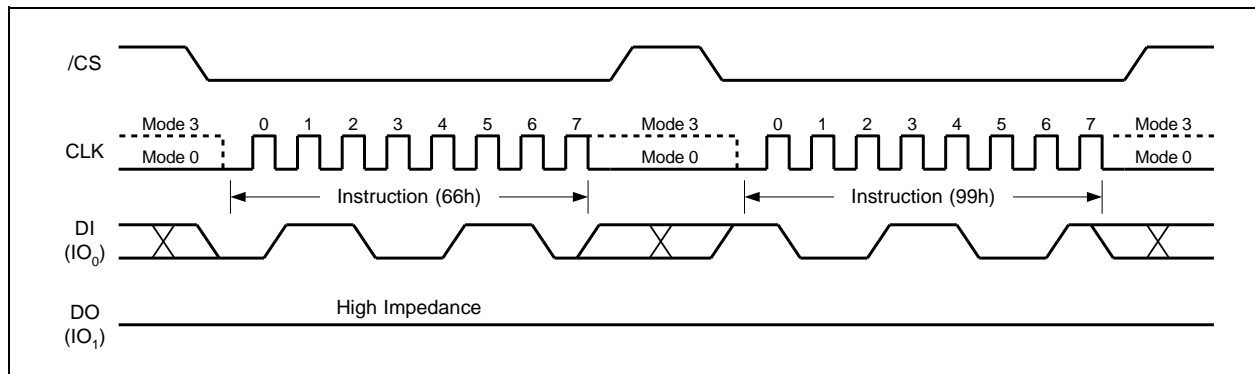 /CS
Mode 3 0 1 2 3 4 5 6 7 Mode 3 0 1 2 3 4 5 6 7 Mode 3
CLK
Mode 0 Mode 0 Mode 0
Instruction (66h) Instruction (99h)
DI
(IO0)
High Impedance
DO
(IO1)